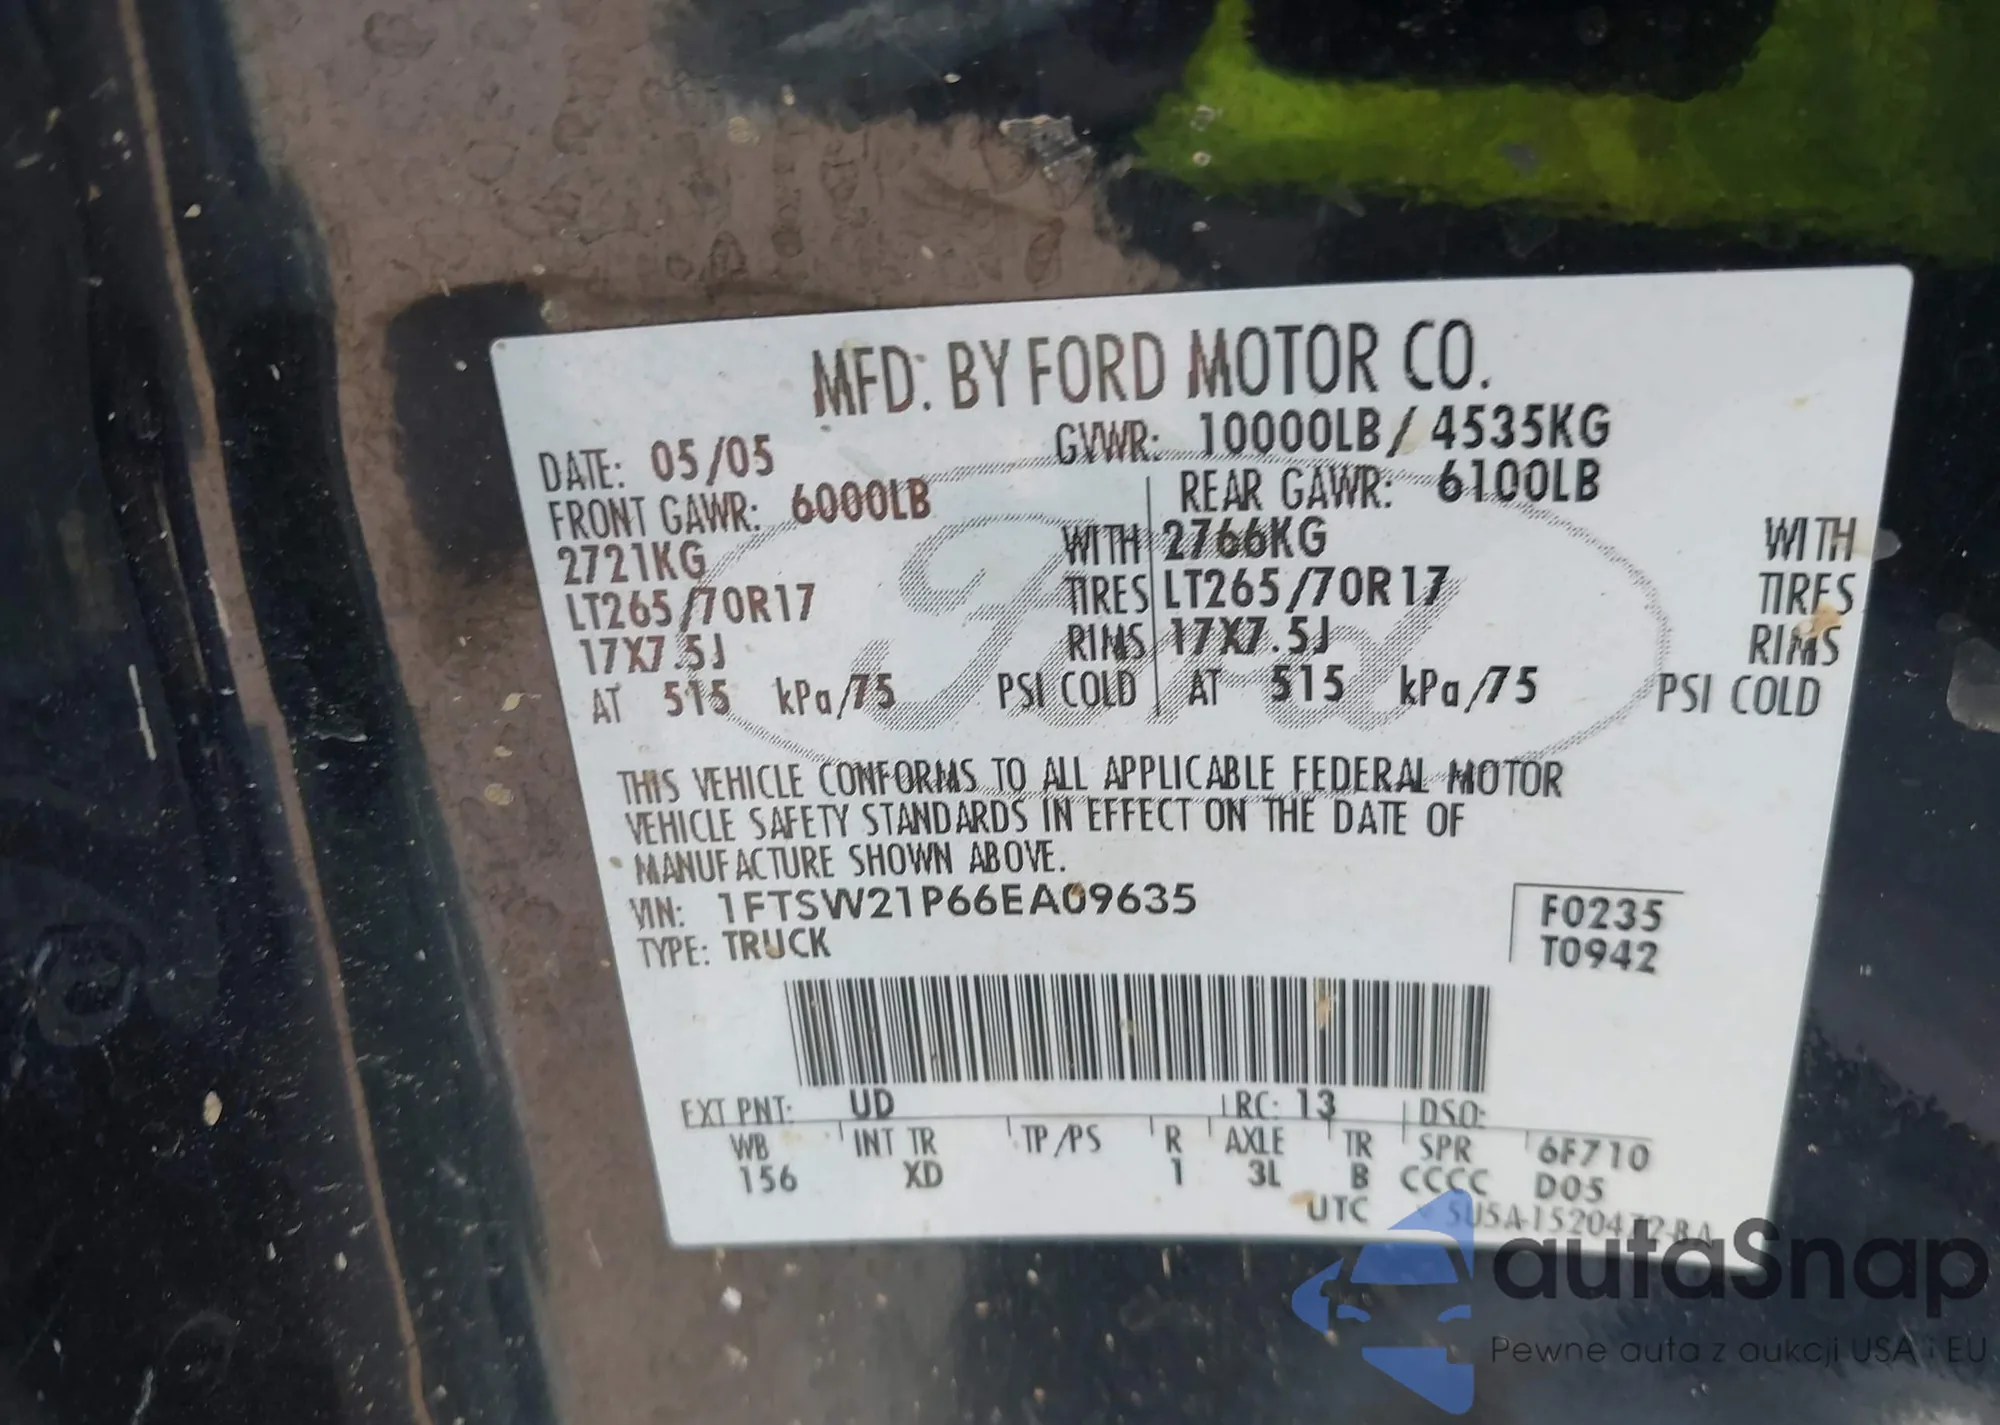 MFD. BY FORD MOTOR CO.
DATE: 05/05 GVWR: 10000LB/ 4535KG
FRONT GAWR: 6000LB REAR GAWR: 6100LB
2721KG WITH 2766KG WITH
LT265/70R17 TIRES LT265/70R17 TIRES
17X7.5J RIMS 17X7.5J RIMS
AT 515 kPa/75 PSI COLD AT 515 kPa/75 PSI COLD
Ford
THIS VEHICLE CONFORMS TO ALL APPLICABLE FEDERAL MOTOR
VEHICLE SAFETY STANDARDS IN EFFECT ON THE DATE OF
MANUFACTURE SHOWN ABOVE.
VIN: 1FTSW21P66EA09635 F0235
TYPE: TRUCK T0942
EXT PNT: UD RC: 13 DSO:
WB INT TR TP/PS R AXLE TR SPR 6F710
156 XD 1 3L B CCCC D05
UTC 5U5A-1520472-BA
autaSnap
Pewne auta z aukcji USA i EU